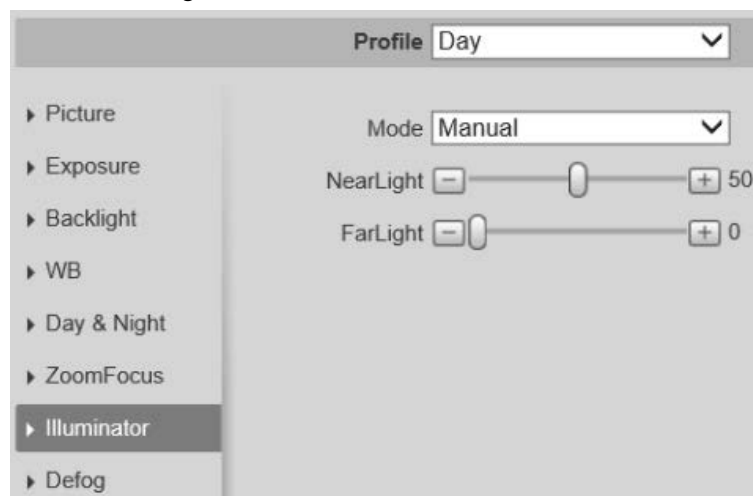 Profile Day
Picture
Exposure
Backlight
WB
Day & Night
ZoomFocus
Illuminator
Defog
Mode Manual
NearLight 50
FarLight 0